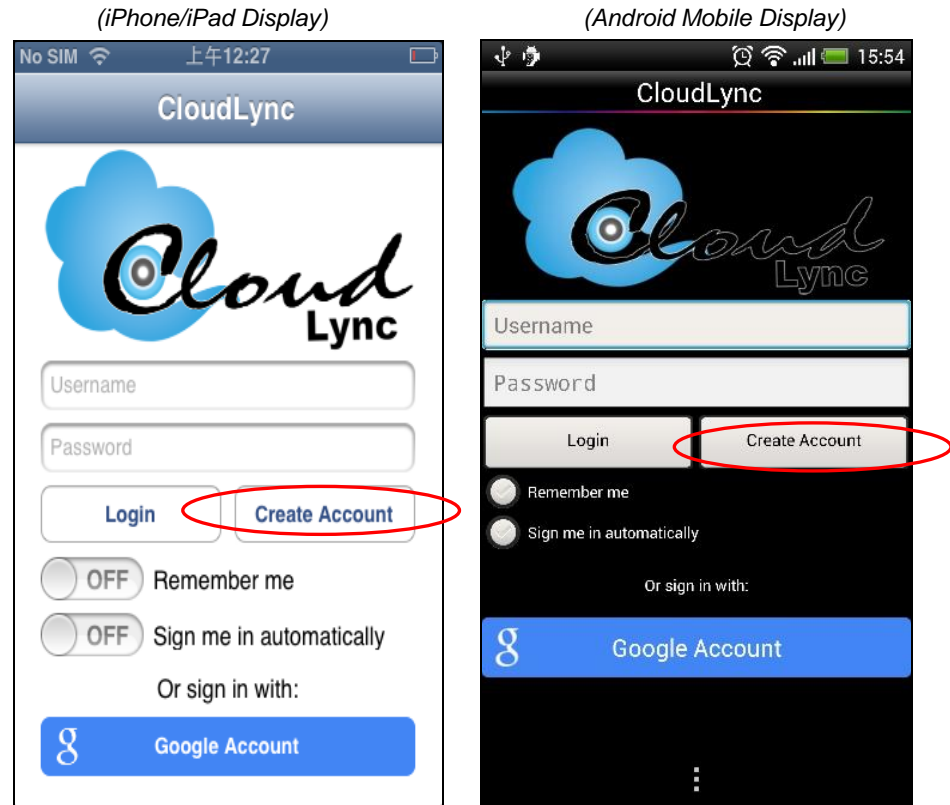 (iPhone/iPad Display)
No SIM 上午12:27
CloudLync
Cloud
Lync
Username
Password
Login Create Account
OFF Remember me
OFF Sign me in automatically
Or sign in with:
g Google Account
(Android Mobile Display)
15:54
CloudLync
Cloud
Lync
Username
Password
Login Create Account
Remember me
Sign me in automatically
Or sign in with:
g Google Account